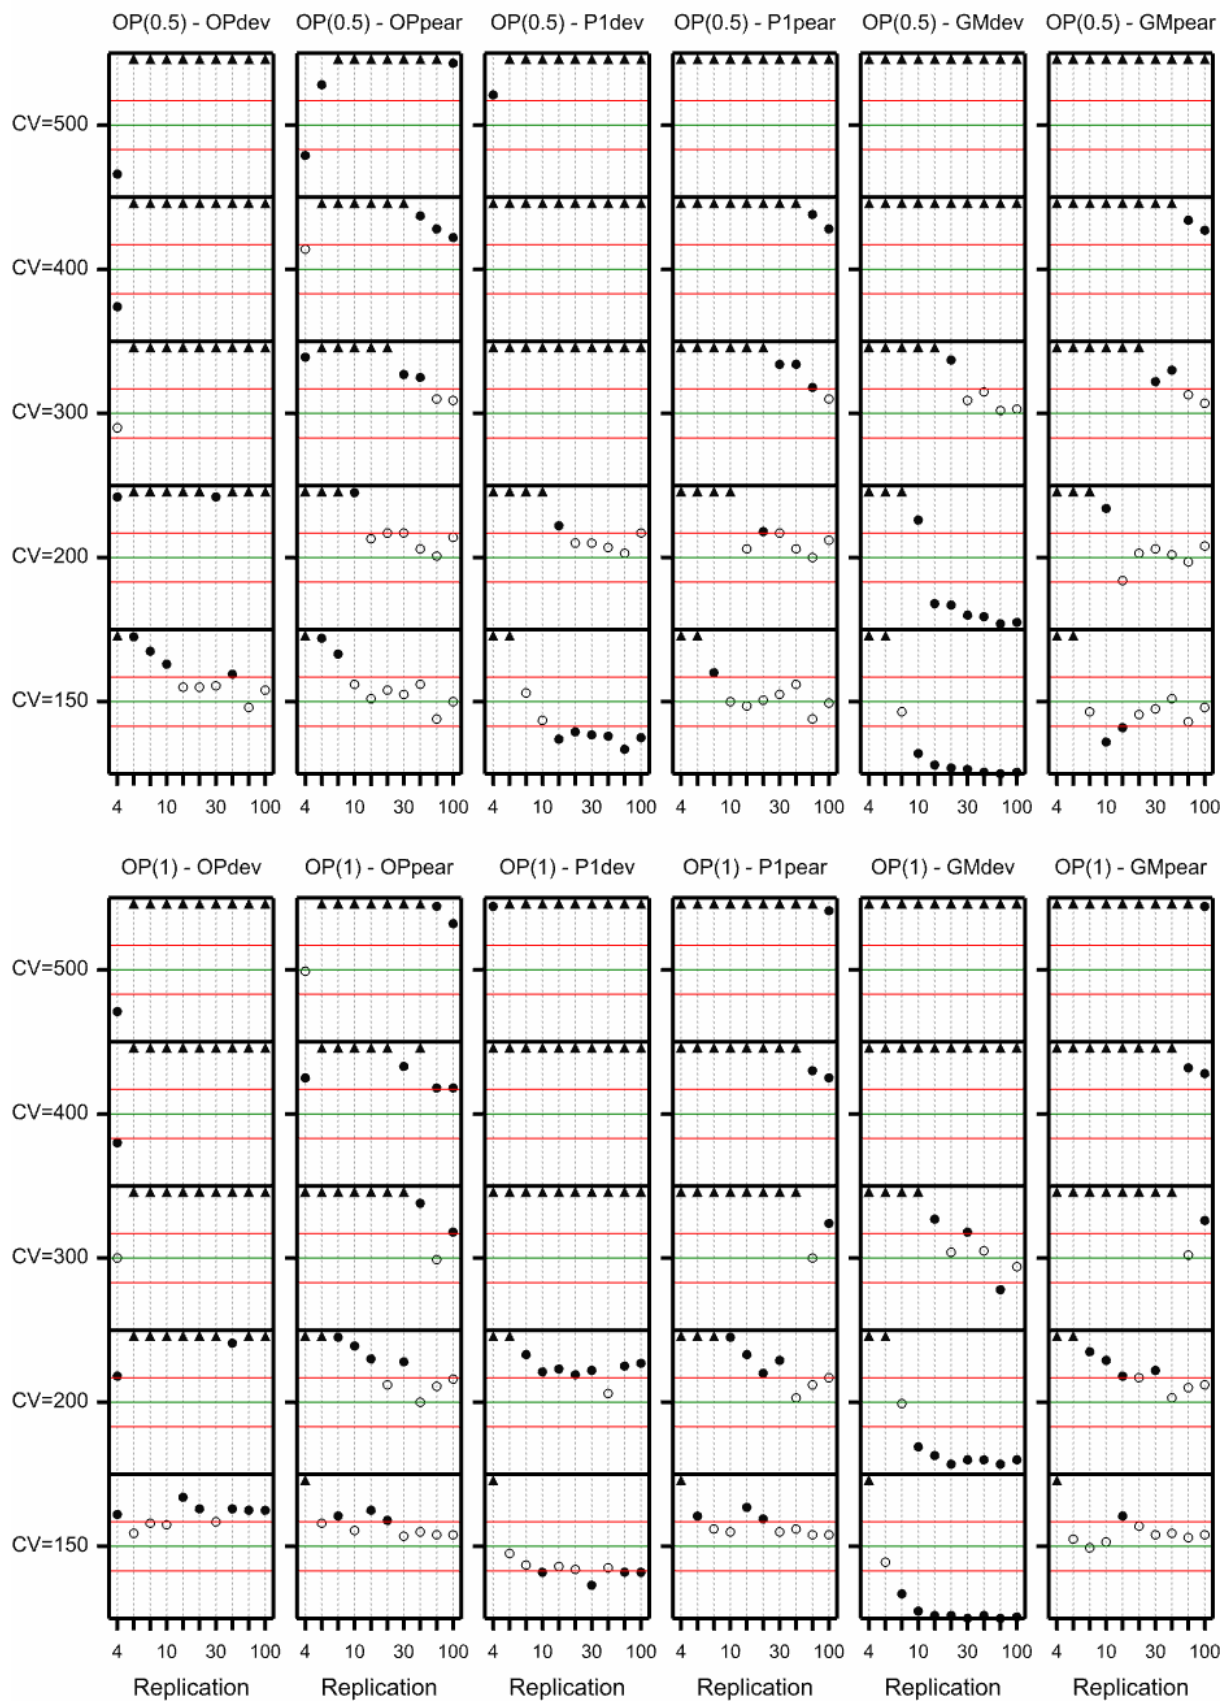 OP(0.5) - OPdev OP(0.5) - OPpear OP(0.5) - P1dev OP(0.5) - P1pear OP(0.5) - GMdev OP(0.5) - GMpear
CV=500
CV=400
CV=300
CV=200
CV=150
4 10 30 100 4 10 30 100 4 10 30 100 4 10 30 100 4 10 30 100 4 10 30 100
OP(1) - OPdev OP(1) - OPpear OP(1) - P1dev OP(1) - P1pear OP(1) - GMdev OP(1) - GMpear
CV=500
CV=400
CV=300
CV=200
CV=150
4 10 30 100 4 10 30 100 4 10 30 100 4 10 30 100 4 10 30 100 4 10 30 100
Replication Replication Replication Replication Replication Replication